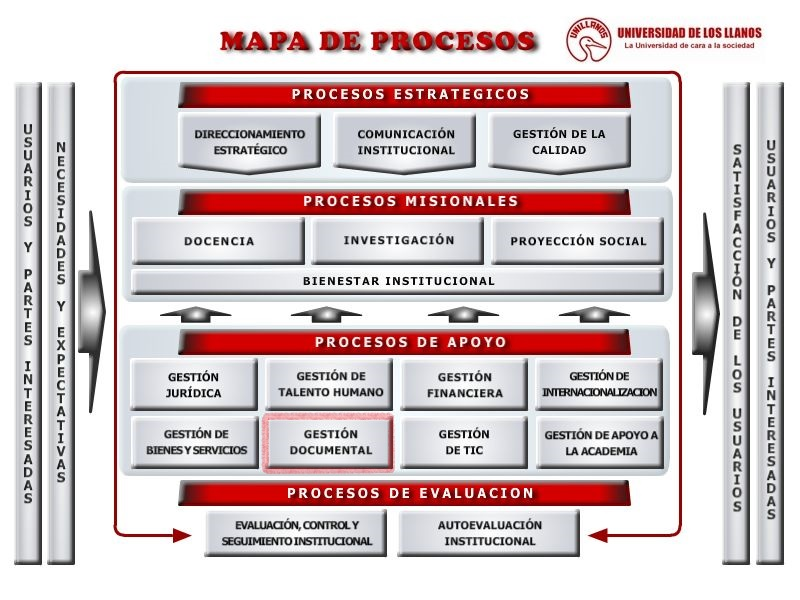 MAPA DE PROCESOS
UNILLANOS
UNIVERSIDAD DE LOS LLANOS
La Universidad de cara a la sociedad
USUARIOS Y PARTES INTERESADAS
NECESIDADES Y EXPECTATIVAS
PROCESOS ESTRATEGICOS
DIRECCIONAMIENTO
ESTRATÉGICO
COMUNICACIÓN
INSTITUCIONAL
GESTIÓN DE LA
CALIDAD
PROCESOS MISIONALES
DOCENCIA
INVESTIGACIÓN
PROYECCIÓN SOCIAL
BIENESTAR INSTITUCIONAL
PROCESOS DE APOYO
GESTIÓN
JURÍDICA
GESTIÓN DE
TALENTO HUMANO
GESTIÓN
FINANCIERA
GESTIÓN DE
INTERNACIONALIZACION
GESTIÓN DE
BIENES Y SERVICIOS
GESTIÓN
DOCUMENTAL
GESTIÓN
DE TIC
GESTIÓN DE APOYO A
LA ACADEMIA
PROCESOS DE EVALUACION
EVALUACIÓN, CONTROL Y
SEGUIMIENTO INSTITUCIONAL
AUTOEVALUACIÓN
INSTITUCIONAL
SATISFACCIÓN DE LOS USUARIOS
USUARIOS Y PARTES INTERESADAS